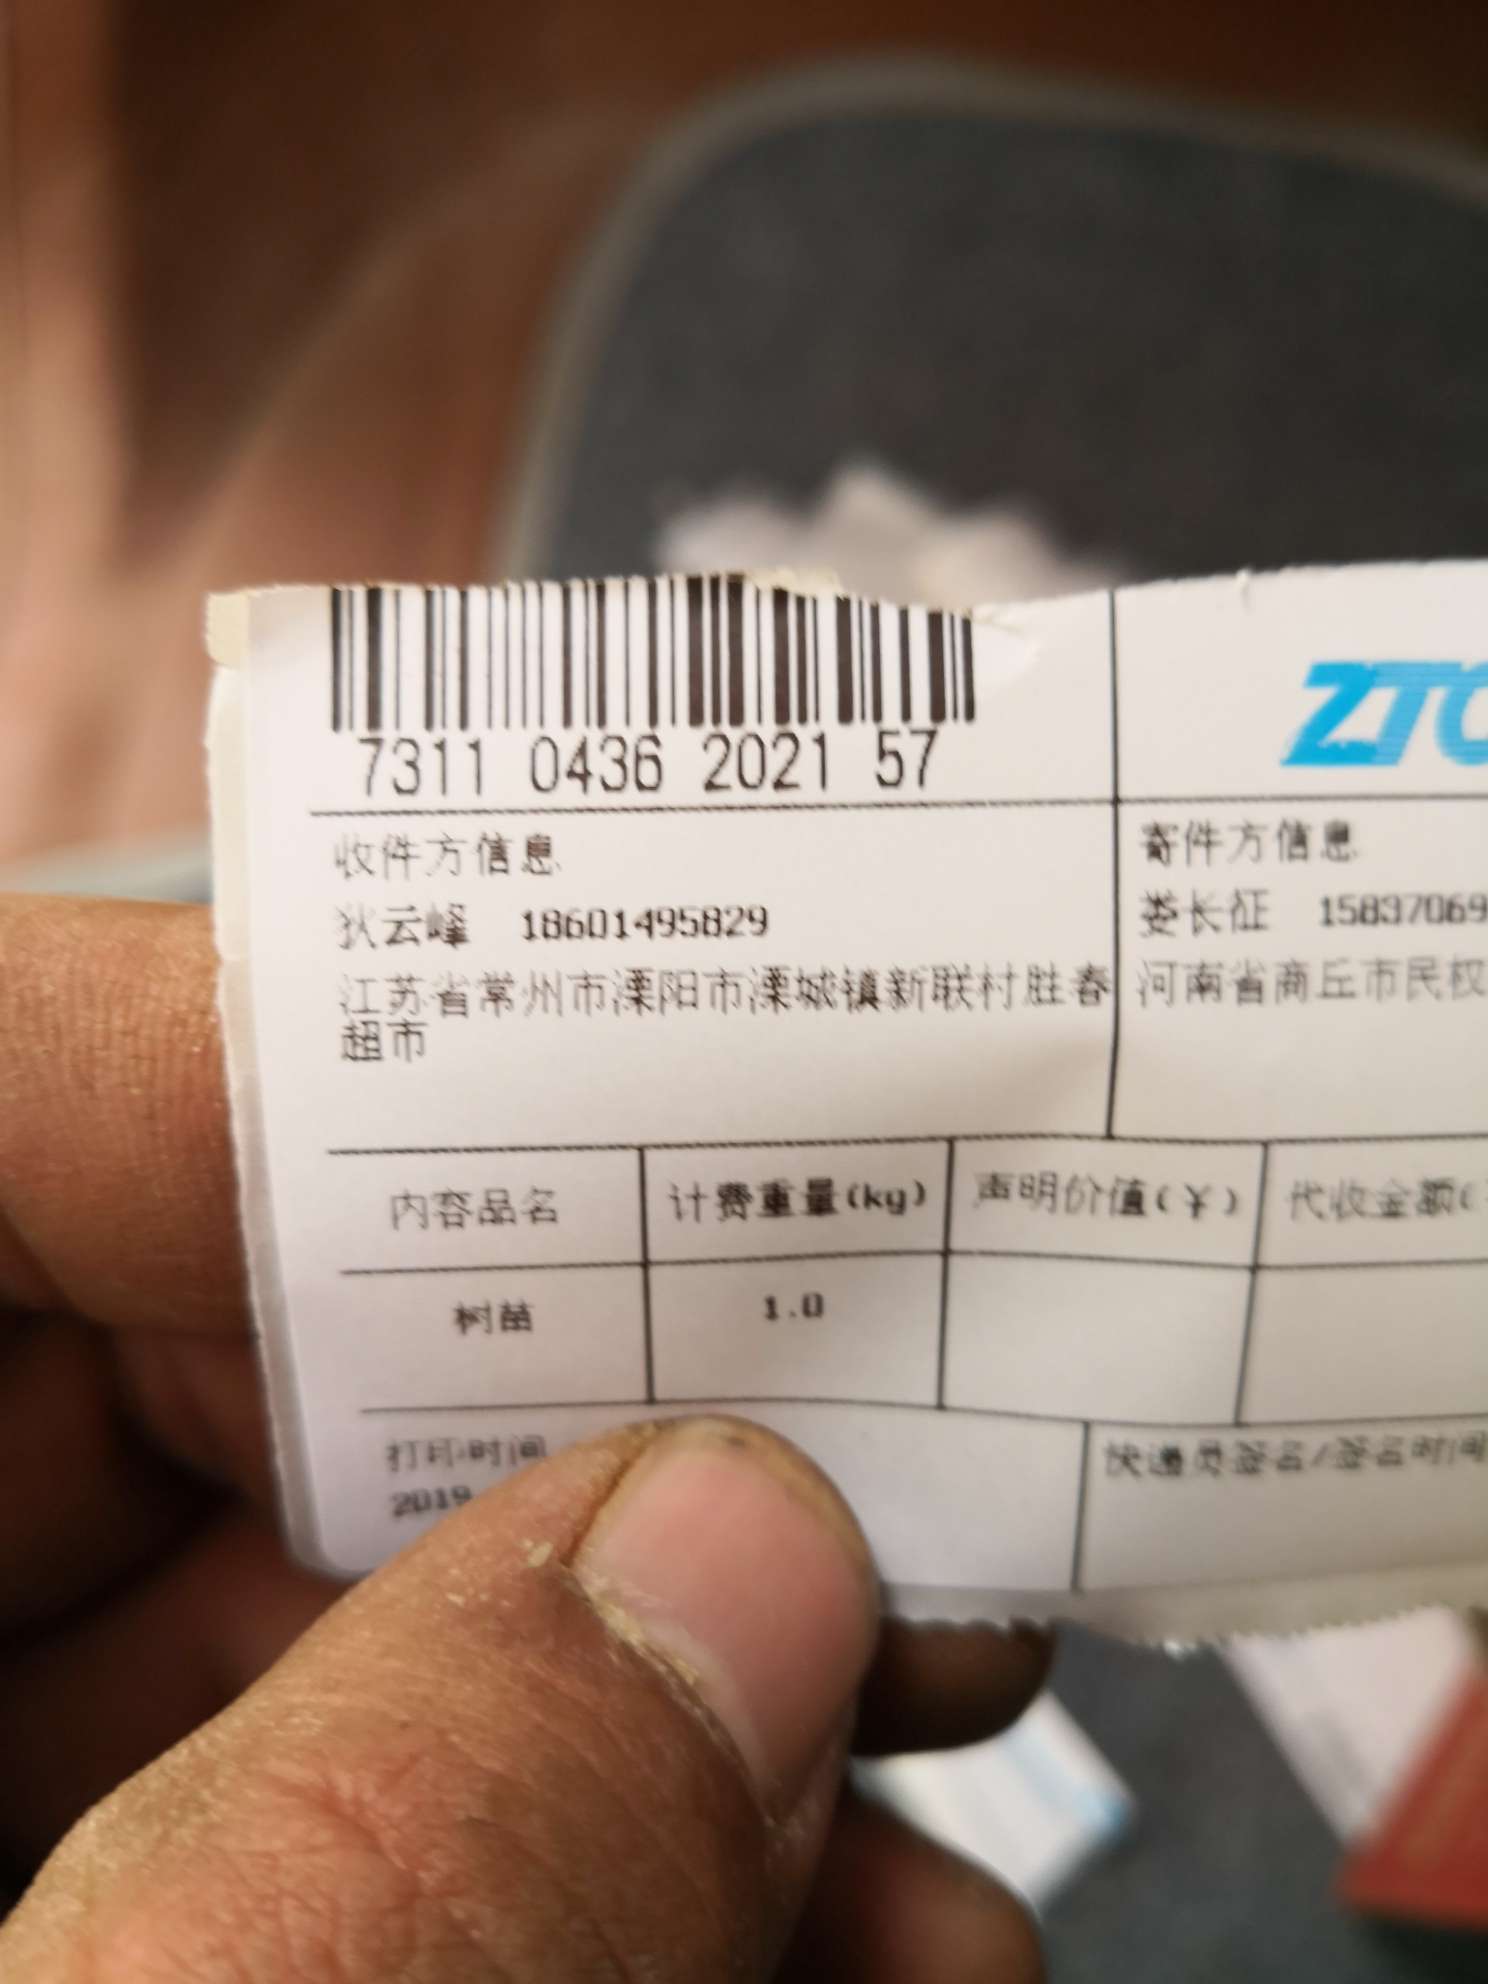 7311 0436 2021 57
ZTO
收件方信息
狄云峰 18601495829
江苏省常州市溧阳市溧城镇新联村胜春
超市
寄件方信息
娄长征 15837069
河南省商丘市民权
内容品名 计费重量(kg) 声明价值(¥) 代收金额(
树苗 1.0
打印时间
2019
快递员签名/签名时间